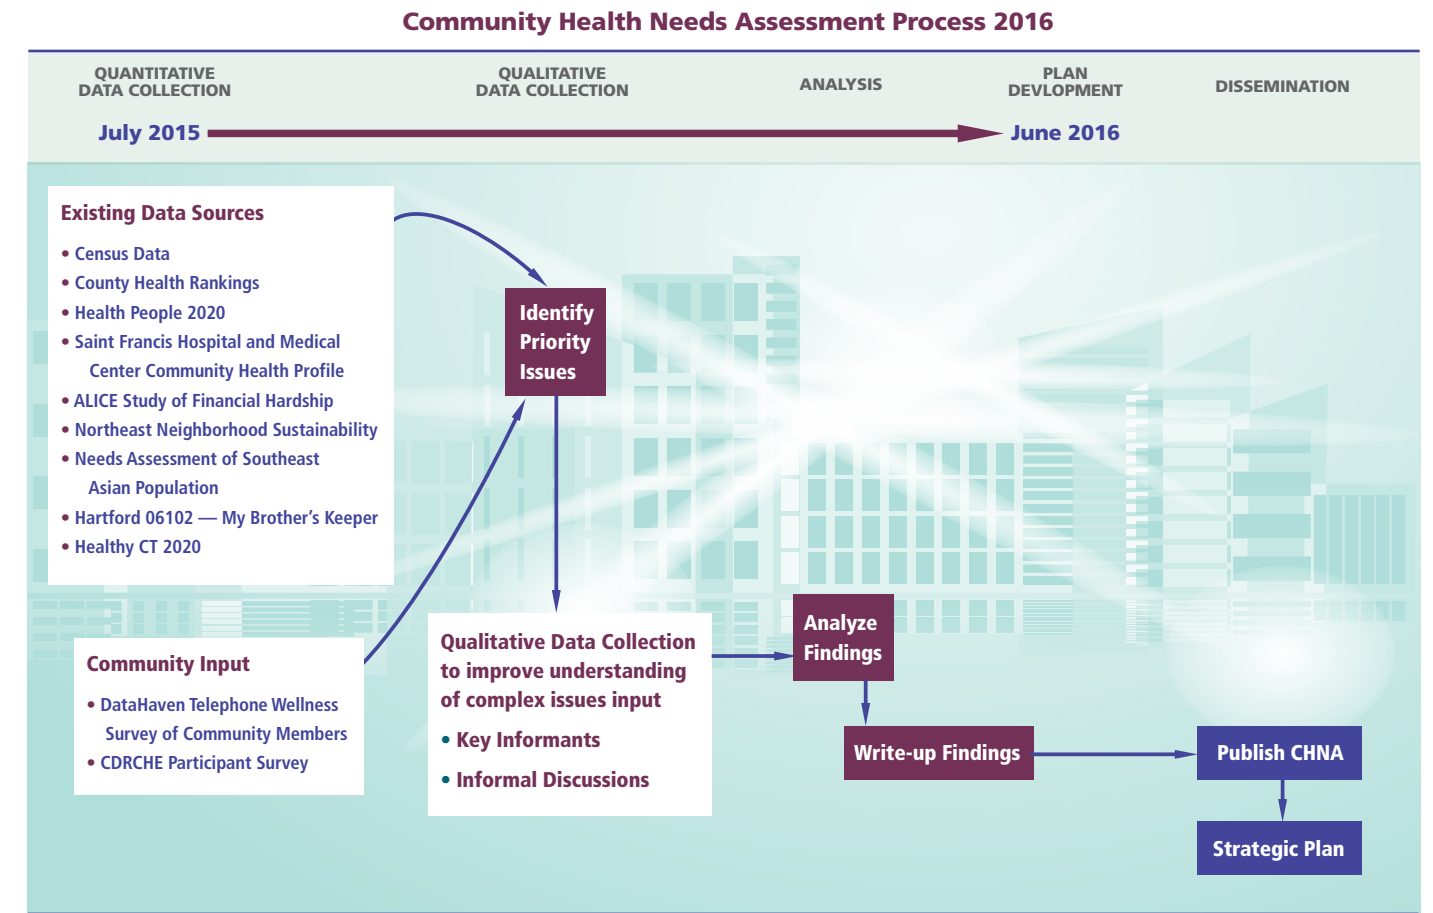 Community Health Needs Assessment Process 2016
QUANTITATIVE
DATA COLLECTION
QUALITATIVE
DATA COLLECTION
ANALYSIS
PLAN
DEVLOPMENT
DISSEMINATION
July 2015
June 2016
Existing Data Sources
• Census Data
• County Health Rankings
• Health People 2020
• Saint Francis Hospital and Medical
Center Community Health Profile
• ALICE Study of Financial Hardship
• Northeast Neighborhood Sustainability
• Needs Assessment of Southeast
Asian Population
• Hartford 06102 — My Brother’s Keeper
• Healthy CT 2020
Community Input
• DataHaven Telephone Wellness
Survey of Community Members
• CDRCHE Participant Survey
Identify
Priority
Issues
Qualitative Data Collection
to improve understanding
of complex issues input
• Key Informants
• Informal Discussions
Analyze
Findings
Write-up Findings
Publish CHNA
Strategic Plan